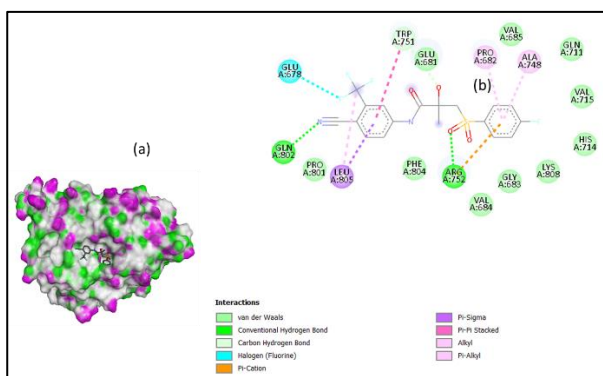 (a)
(b)
TRP
A:751
GLU
A:681
GLU
A:678
VAL
A:685
PRO
A:682
ALA
A:748
GLN
A:711
VAL
A:715
HIS
A:714
LYS
A:808
GLY
A:683
VAL
A:684
ARG
A:752
PHE
A:804
LEU
A:805
PRO
A:801
GLN
A:802
N
N
O
O
S
O
O
Interactions
van der Waals
Conventional Hydrogen Bond
Carbon Hydrogen Bond
Halogen (Fluorine)
Pi-Cation
Pi-Sigma
Pi-Pi Stacked
Alkyl
Pi-Alkyl